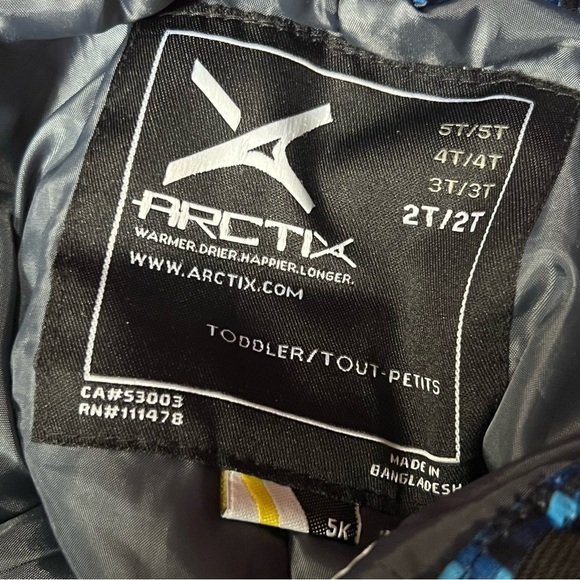 5T/5T
4T/4T
3T/3T
2T/2T
ARCTIX
WARMER.DRIER.HAPPIER.LONGER.
WWW.ARCTIX.COM
TODDLER/TOUT-PETITS
CA#53003
RN#111478
MADE IN
BANGLADESH
5K